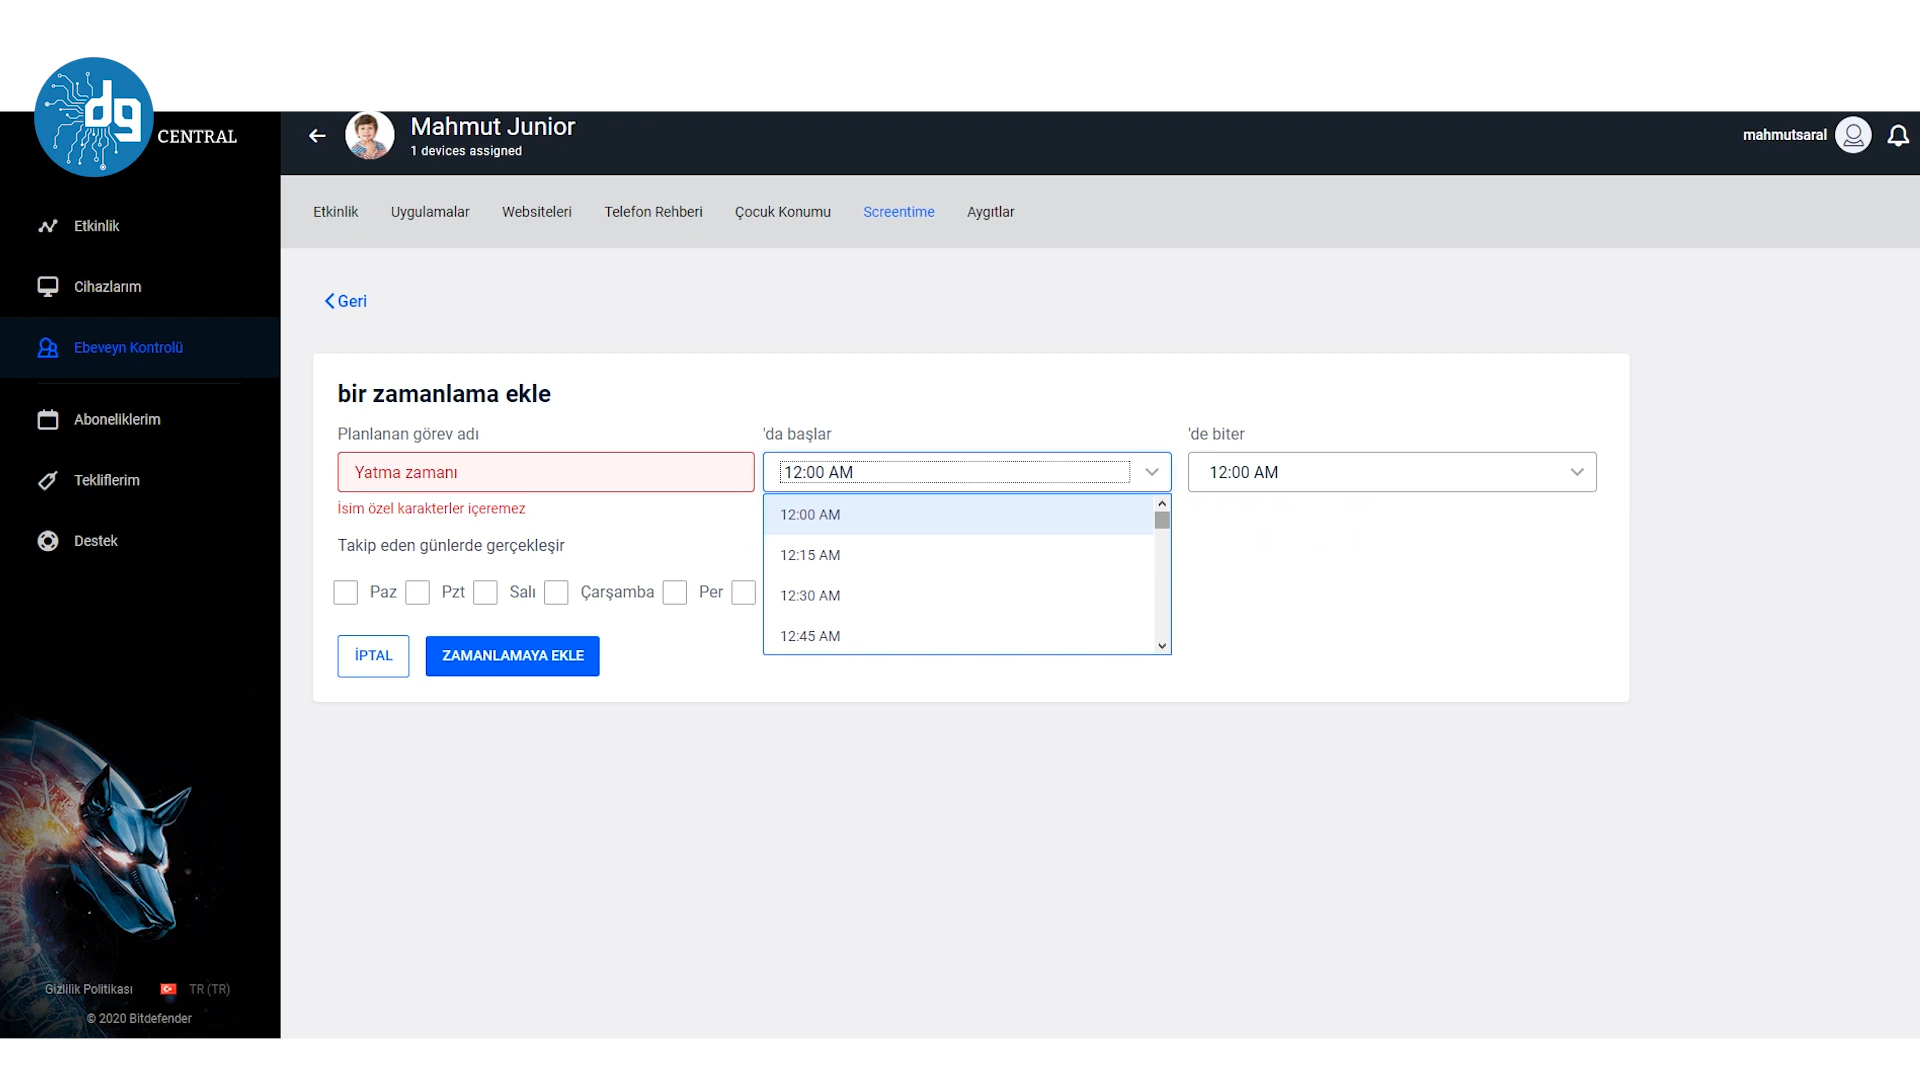 dg
CENTRAL
Mahmut Junior
1 devices assigned
mahmutsaral
Etkinlik
Cihazlarım
Ebeveyn Kontrolü
Aboneliklerim
Tekliflerim
Destek
Gizlilik Politikası TR (TR)
© 2020 Bitdefender
Etkinlik Uygulamalar Websiteleri Telefon Rehberi Çocuk Konumu Screentime Aygıtlar
Geri
bir zamanlama ekle
Planlanan görev adı 'da başlar 'de biter
Yatma zamanı 12:00 AM 12:00 AM
İsim özel karakterler içeremez
12:00 AM
12:15 AM
12:30 AM
12:45 AM
Takip eden günlerde gerçekleşir
Paz Pzt Salı Çarşamba Per
İPTAL ZAMANLAMAYA EKLE